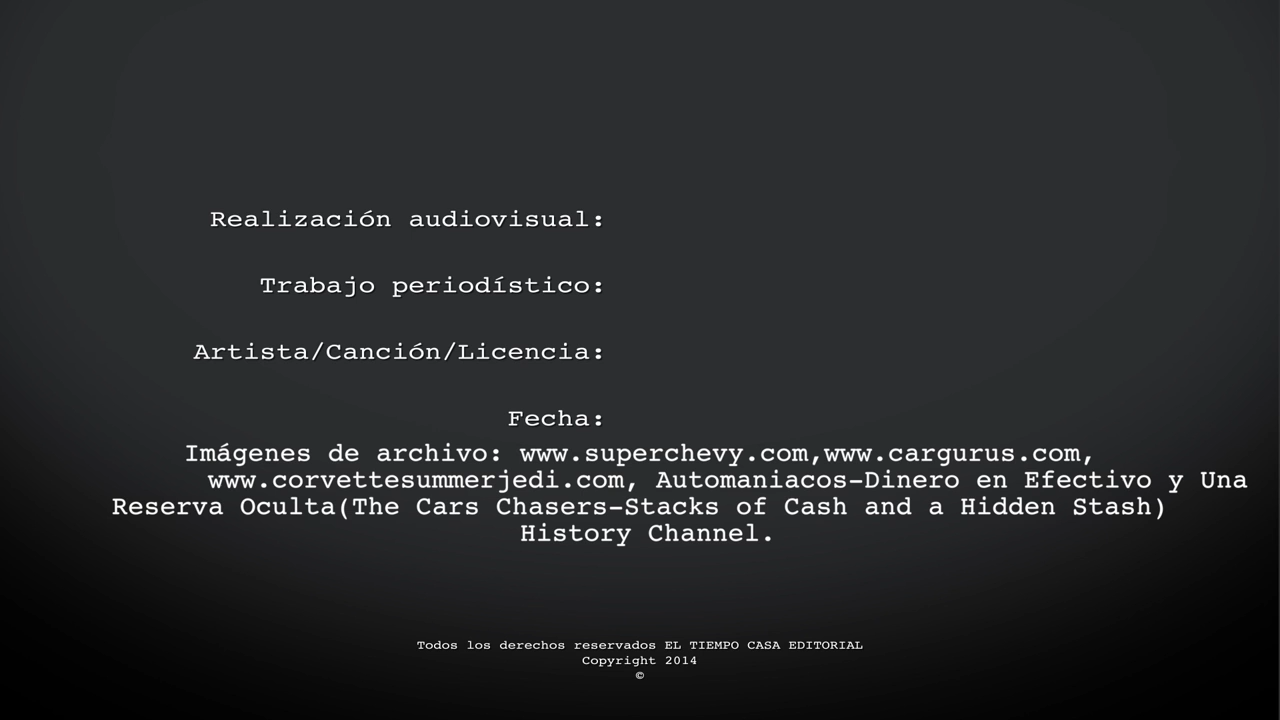 Realización audiovisual:
Trabajo periodístico:
Artista/Canción/Licencia:
Fecha:
Imágenes de archivo: www.superchevy.com,www.cargurus.com,
www.corvettesummerjedi.com, Automaniacos-Dinero en Efectivo y Una
Reserva Oculta(The Cars Chasers-Stacks of Cash and a Hidden Stash)
History Channel.
Todos los derechos reservados EL TIEMPO CASA EDITORIAL
Copyright 2014
©